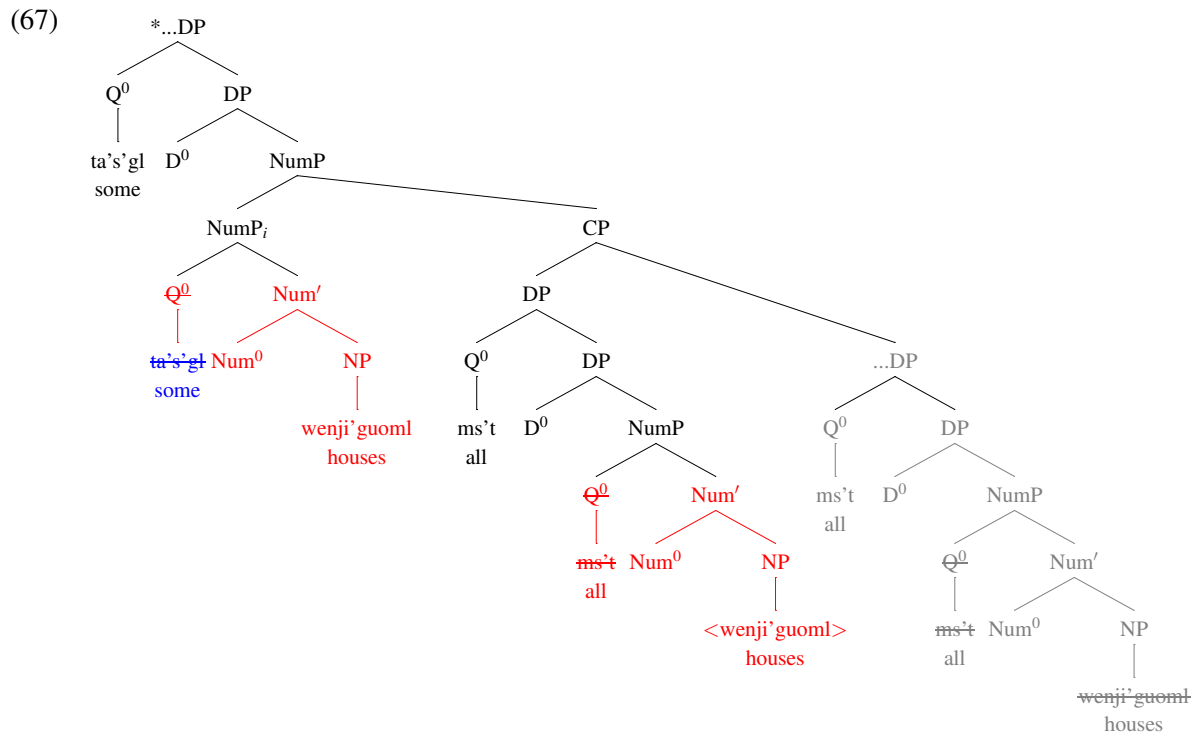 (67)
*...DP
Q⁰ DP
ta's'gl D⁰ NumP
some
NumPᵢ CP
Q⁰ Num′ DP
ta's'gl Num⁰ NP Q⁰ DP ...DP
some
wenji'guoml ms't D⁰ NumP Q⁰ DP
houses all
Q⁰ Num′ ms't D⁰ NumP
all
ms't Num⁰ NP Q⁰ Num′
all
<wenji'guoml> ms't Num⁰ NP
houses all
wenji'guoml
houses